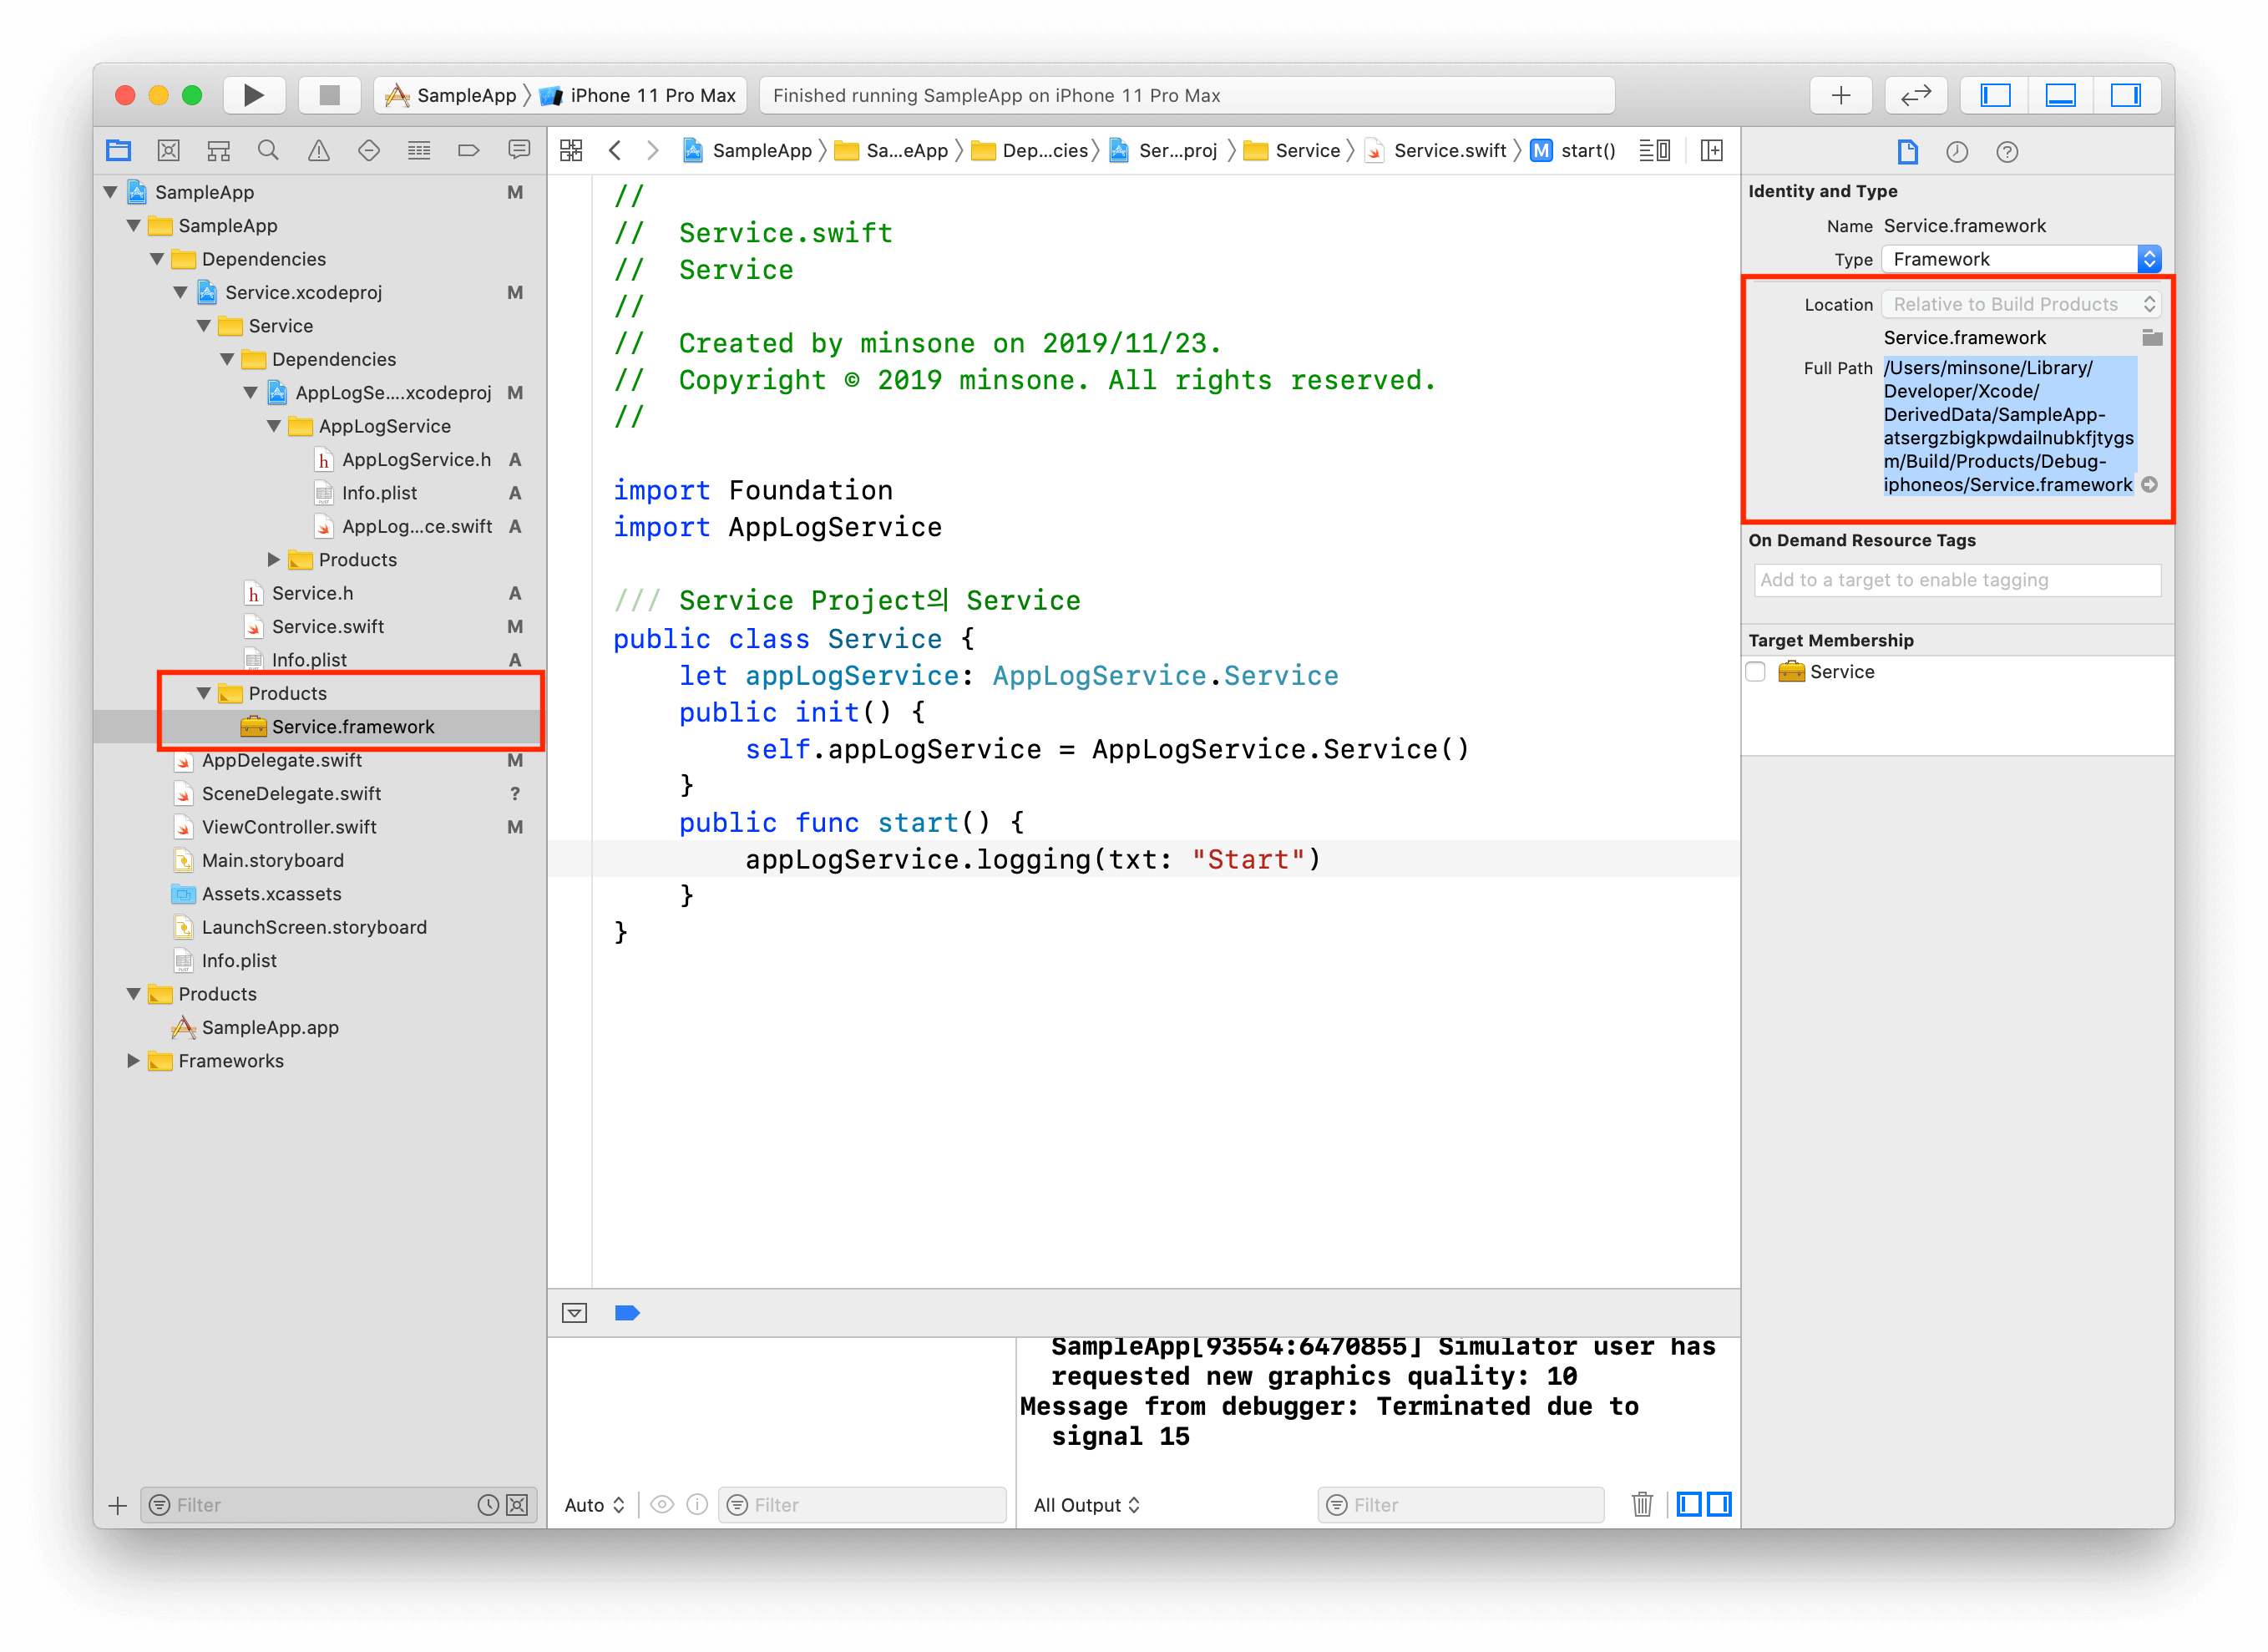 SampleApp
iPhone 11 Pro Max
Finished running SampleApp on iPhone 11 Pro Max
SampleApp
Sa...eApp
Dep...cies
Ser...proj
Service
Service.swift
M
start()
SampleApp M
SampleApp
Dependencies
Service.xcodeproj M
Service
Dependencies
AppLogSe....xcodeproj M
AppLogService
h AppLogService.h A
Info.plist A
AppLog...ce.swift A
Products
h Service.h A
Service.swift M
Info.plist A
Products
Service.framework
AppDelegate.swift M
SceneDelegate.swift ?
ViewController.swift M
Main.storyboard
Assets.xcassets
LaunchScreen.storyboard
Info.plist
Products
SampleApp.app
Frameworks
Filter
//
//  Service.swift
//  Service
//
//  Created by minsone on 2019/11/23.
//  Copyright © 2019 minsone. All rights reserved.
//
import Foundation
import AppLogService
/// Service Project의 Service
public class Service {
    let appLogService: AppLogService.Service
    public init() {
        self.appLogService = AppLogService.Service()
    }
    public func start() {
        appLogService.logging(txt: "Start")
    }
}
SampleApp[93554:6470855] Simulator user has
requested new graphics quality: 10
Message from debugger: Terminated due to
signal 15
Auto
Filter
All Output
Filter
Identity and Type
Name Service.framework
Type Framework
Location Relative to Build Products
Service.framework
Full Path /Users/minsone/Library/
Developer/Xcode/
DerivedData/SampleApp-
atsergzbigkpwdailnubkfjtygs
m/Build/Products/Debug-
iphoneos/Service.framework
On Demand Resource Tags
Add to a target to enable tagging
Target Membership
Service